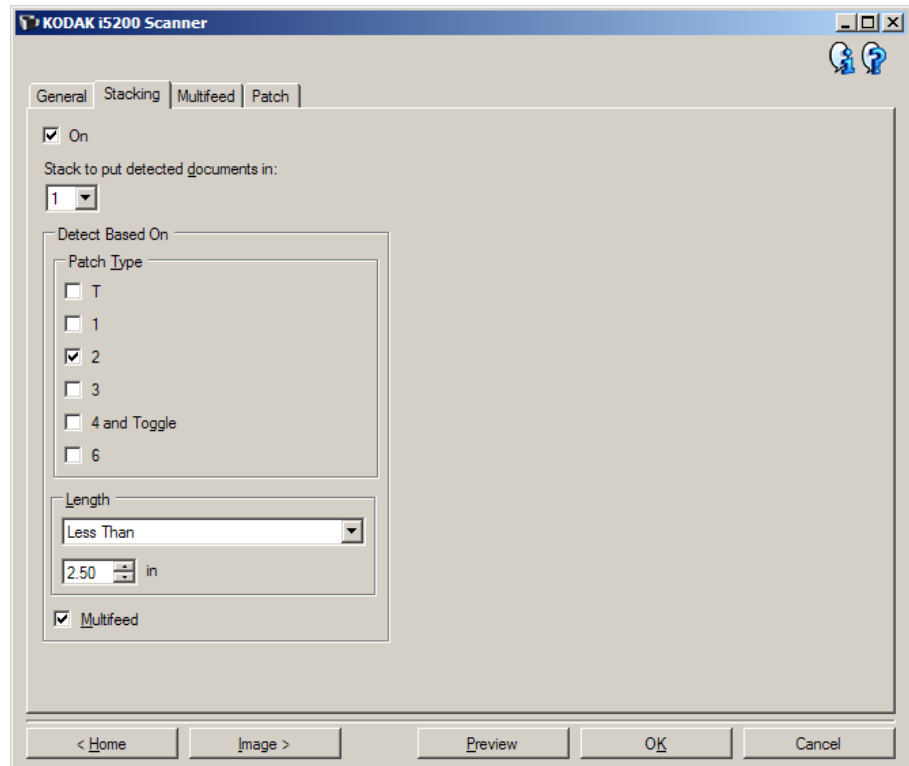 KODAK i5200 Scanner
General Stacking Multifeed Patch
On
Stack to put detected documents in:
1
Detect Based On
Patch Type
T
1
2
3
4 and Toggle
6
Length
Less Than
2.50 in
Multifeed
< Home Image > Preview OK Cancel